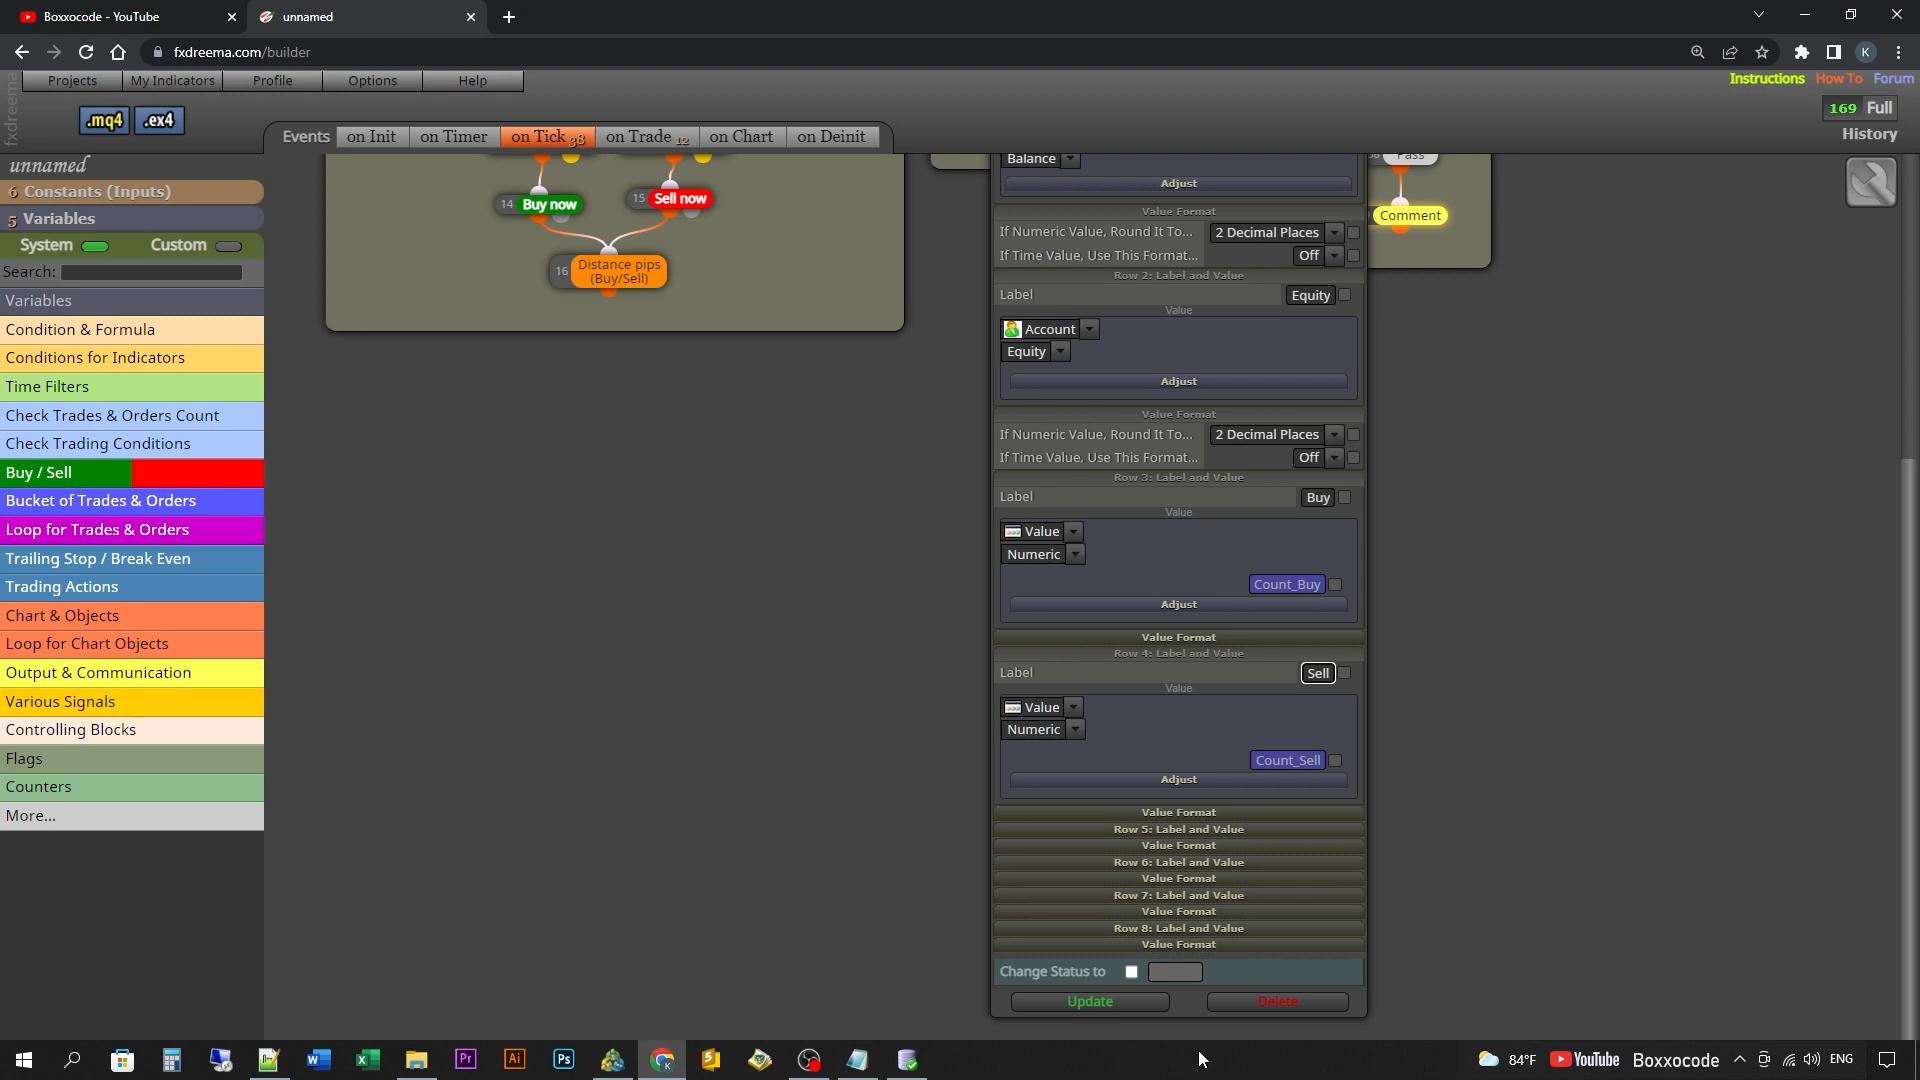 Boxxocode - YouTube
unnamed
fxdreema.com/builder
K
Projects
My Indicators
Profile
Options
Help
Instructions
How To
Forum
fxdreema
.mq4
.ex4
169 Full
History
Events
on Init
on Timer
on Tick 38
on Trade 12
on Chart
on Deinit
unnamed
6 Constants (Inputs)
5 Variables
System
Custom
Search:
Variables
Condition & Formula
Conditions for Indicators
Time Filters
Check Trades & Orders Count
Check Trading Conditions
Buy / Sell
Bucket of Trades & Orders
Loop for Trades & Orders
Trailing Stop / Break Even
Trading Actions
Chart & Objects
Loop for Chart Objects
Output & Communication
Various Signals
Controlling Blocks
Flags
Counters
More...
14 Buy now
15 Sell now
16 Distance pips
(Buy/Sell)
Pass
Comment
Balance
Adjust
Value Format
If Numeric Value, Round It To... 2 Decimal Places
If Time Value, Use This Format... Off
Row 2: Label and Value
Label Equity
Value
Account
Equity
Adjust
Value Format
If Numeric Value, Round It To... 2 Decimal Places
If Time Value, Use This Format... Off
Row 3: Label and Value
Label Buy
Value
Value
Numeric
Count_Buy
Adjust
Value Format
Row 4: Label and Value
Label Sell
Value
Value
Numeric
Count_Sell
Adjust
Value Format
Row 5: Label and Value
Value Format
Row 6: Label and Value
Value Format
Row 7: Label and Value
Value Format
Row 8: Label and Value
Value Format
Change Status to
Update
Delete
Pr
Ai
Ps
84°F
YouTube
Boxxocode
ENG